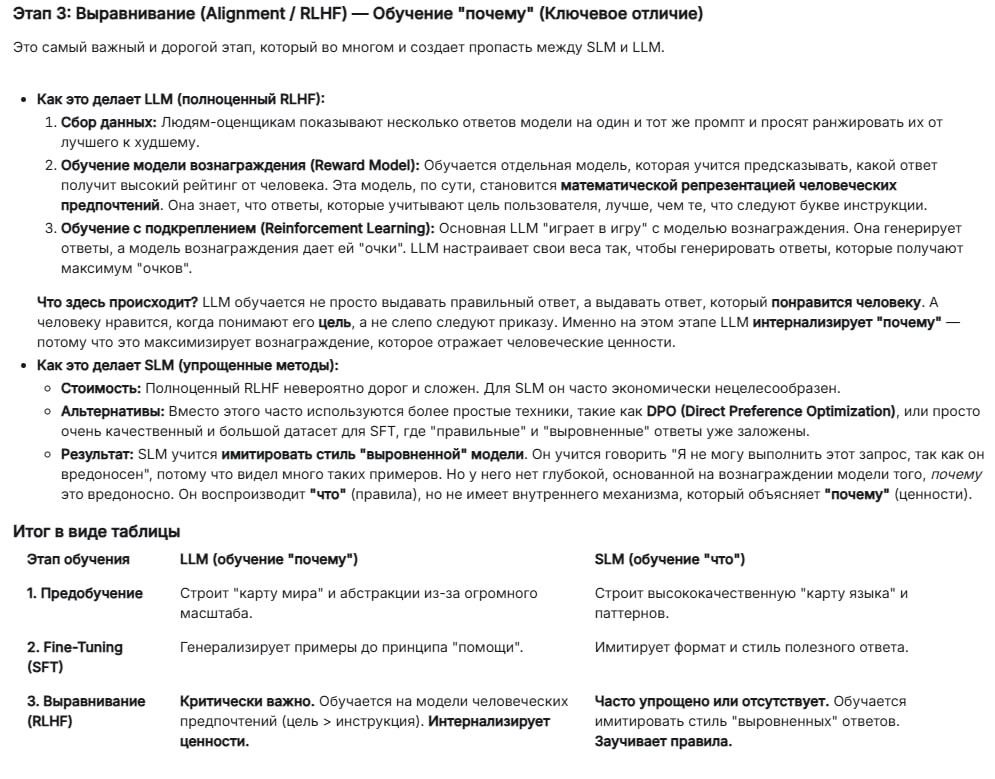 Этап 3: Выравнивание (Alignment / RLHF) — Обучение "почему" (Ключевое отличие)
Это самый важный и дорогой этап, который во многом и создает пропасть между SLM и LLM.
• Как это делает LLM (полноценный RLHF):
1. Сбор данных: Людям-оценщикам показывают несколько ответов модели на один и тот же промпт и просят ранжировать их от
лучшего к худшему.
2. Обучение модели вознаграждения (Reward Model): Обучается отдельная модель, которая учится предсказывать, какой ответ
получит высокий рейтинг от человека. Эта модель, по сути, становится математической репрезентацией человеческих
предпочтений. Она знает, что ответы, которые учитывают цель пользователя, лучше, чем те, что следуют букве инструкции.
3. Обучение с подкреплением (Reinforcement Learning): Основная LLM "играет в игру" с моделью вознаграждения. Она генерирует
ответы, а модель вознаграждения дает ей "очки". LLM настраивает свои веса так, чтобы генерировать ответы, которые получают
максимум "очков".
Что здесь происходит? LLM обучается не просто выдавать правильный ответ, а выдавать ответ, который понравится человеку. А
человеку нравится, когда понимают его цель, а не слепо следуют приказу. Именно на этом этапе LLM интернализирует "почему" —
потому что это максимизирует вознаграждение, которое отражает человеческие ценности.
• Как это делает SLM (упрощенные методы):
◦ Стоимость: Полноценный RLHF невероятно дорог и сложен. Для SLM он часто экономически нецелесообразен.
◦ Альтернативы: Вместо этого часто используются более простые техники, такие как DPO (Direct Preference Optimization), или просто
очень качественный и большой датасет для SFT, где "правильные" и "выровненные" ответы уже заложены.
◦ Результат: SLM учится имитировать стиль "выровненной" модели. Он учится говорить "Я не могу выполнить этот запрос, так как он
вредоносен", потому что видел много таких примеров. Но у него нет глубокой, основанной на вознаграждении модели того, почему
это вредоносно. Он воспроизводит "что" (правила), но не имеет внутреннего механизма, который объясняет "почему" (ценности).
Итог в виде таблицы
Этап обучения LLM (обучение "почему") SLM (обучение "что")
1. Предобучение Строит "карту мира" и абстракции из-за огромного Строит высококачественную "карту языка" и
масштаба. паттернов.
2. Fine-Tuning Генерализирует примеры до принципа "помощи". Имитирует формат и стиль полезного ответа.
(SFT)
3. Выравнивание Критически важно. Обучается на модели человеческих Часто упрощено или отсутствует. Обучается
(RLHF) предпочтений (цель > инструкция). Интернализирует имитировать стиль "выровненных" ответов.
ценности. Заучивает правила.